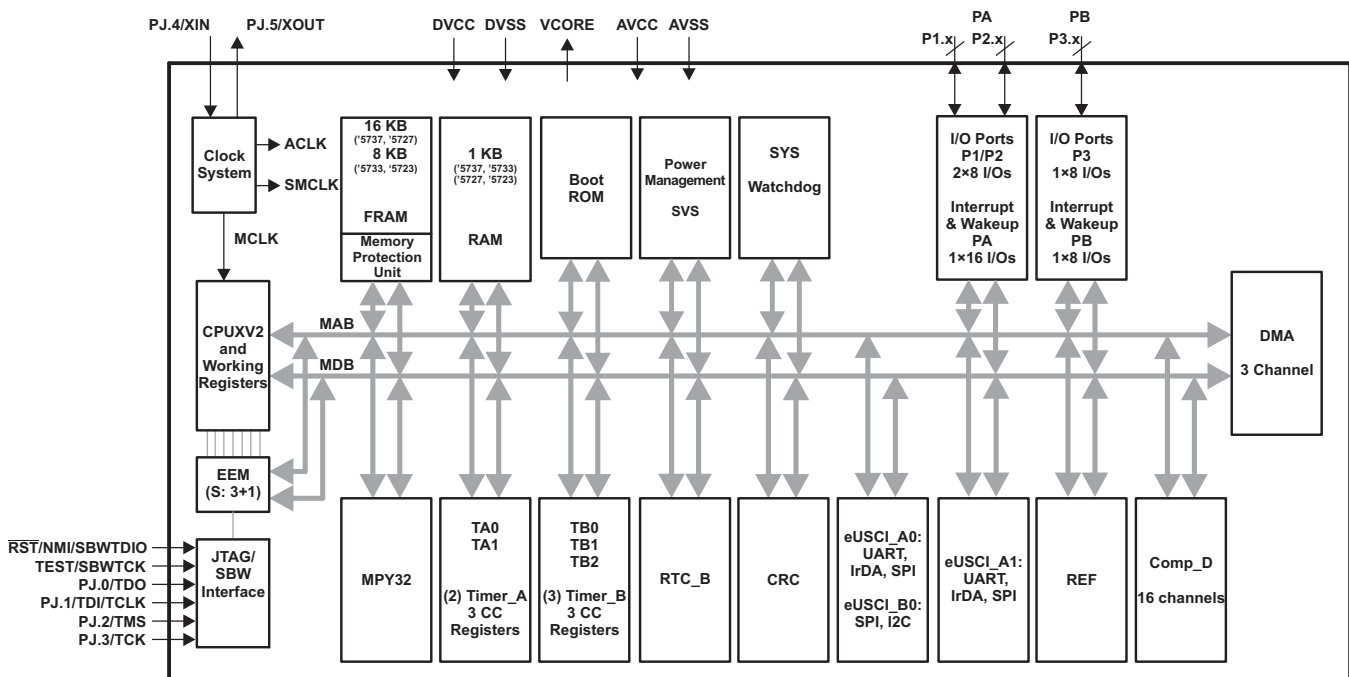 PJ.4/XIN
PJ.5/XOUT
DVCC
DVSS
VCORE
AVCC
AVSS
PA
P1.x
P2.x
PB
P3.x
Clock
System
ACLK
SMCLK
MCLK
16 KB
('5737, '5727)
8 KB
('5733, '5723)
FRAM
Memory
Protection
Unit
1 KB
('5737, '5733)
('5727, '5723)
RAM
Boot
ROM
Power
Management
SVS
SYS
Watchdog
I/O Ports
P1/P2
2×8 I/Os
Interrupt
& Wakeup
PA
1×16 I/Os
I/O Ports
P3
1×8 I/Os
Interrupt
& Wakeup
PB
1×8 I/Os
CPUXV2
and
Working
Registers
MAB
MDB
DMA
3 Channel
EEM
(S: 3+1)
RST/NMI/SBWTDIO
TEST/SBWTCK
PJ.0/TDO
PJ.1/TDI/TCLK
PJ.2/TMS
PJ.3/TCK
JTAG/
SBW
Interface
MPY32
TA0
TA1
(2) Timer_A
3 CC
Registers
TB0
TB1
TB2
(3) Timer_B
3 CC
Registers
RTC_B
CRC
eUSCI_A0:
UART,
IrDA, SPI
eUSCI_B0:
SPI, I2C
eUSCI_A1:
UART,
IrDA, SPI
REF
Comp_D
16 channels